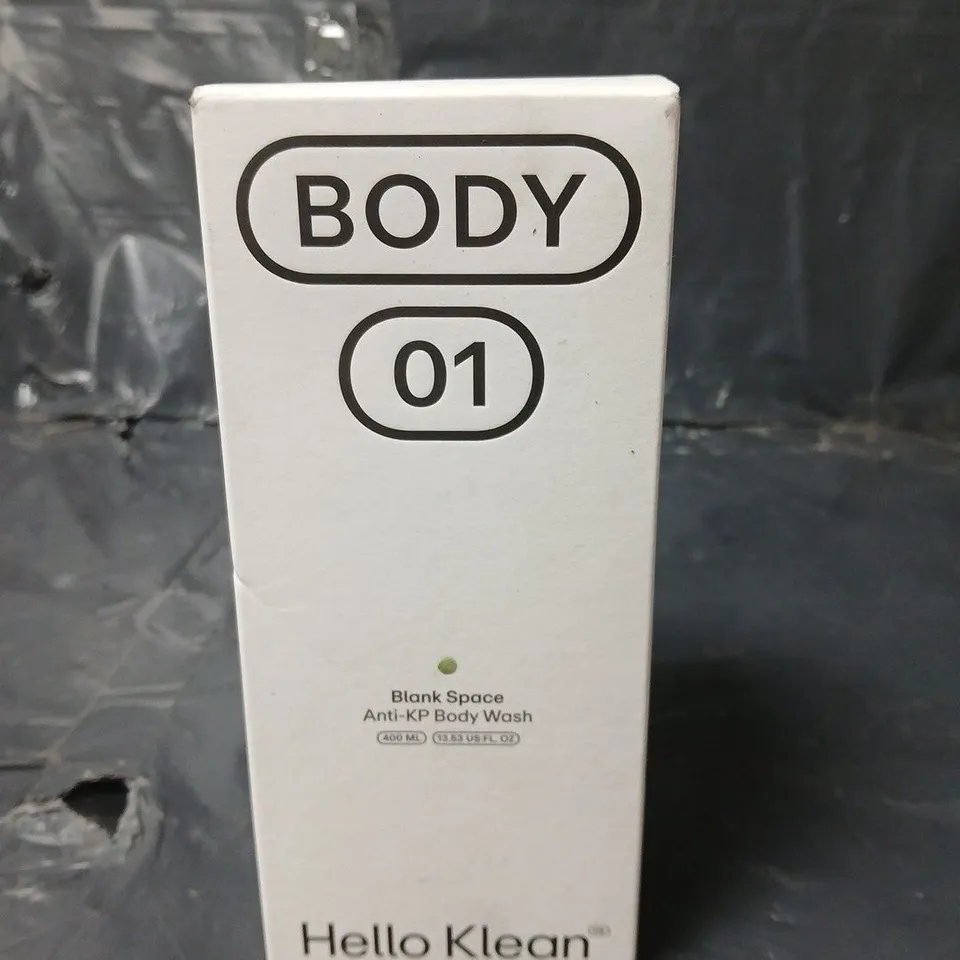 BODY
01
Blank Space
Anti-KP Body Wash
400 ML 13.53 US FL. OZ
Hello Klean